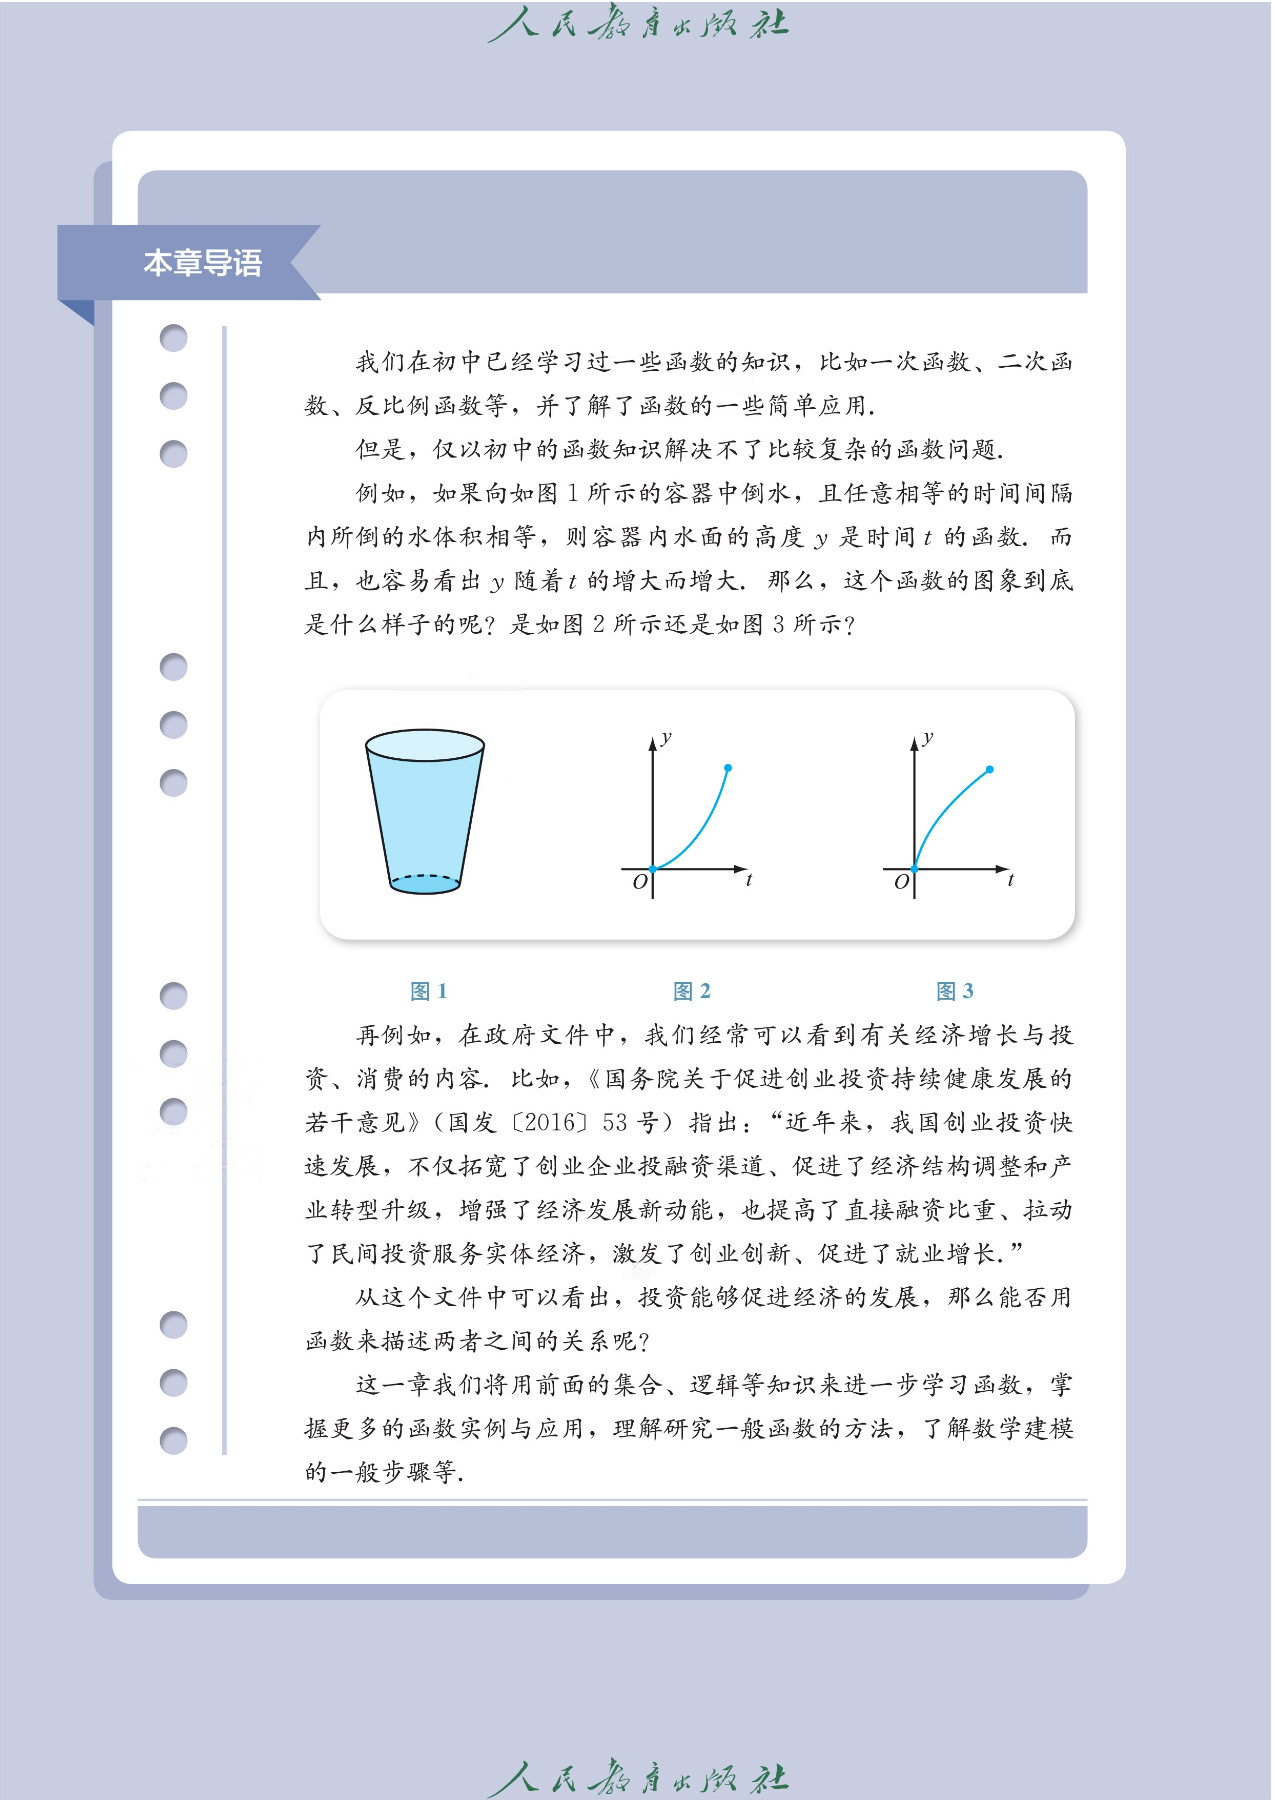 人民教育出版社
本章导语
我们在初中已经学习过一些函数的知识，比如一次函数、二次函
数、反比例函数等，并了解了函数的一些简单应用．
但是，仅以初中的函数知识解决不了比较复杂的函数问题．
例如，如果向如图 1 所示的容器中倒水，且任意相等的时间间隔
内所倒的水体积相等，则容器内水面的高度 y 是时间 t 的函数．而
且，也容易看出 y 随着 t 的增大而增大．那么，这个函数的图象到底
是什么样子的呢？是如图 2 所示还是如图 3 所示？
y
O
t
y
O
t
图 1
图 2
图 3
再例如，在政府文件中，我们经常可以看到有关经济增长与投
资、消费的内容．比如，《国务院关于促进创业投资持续健康发展的
若干意见》（国发〔2016〕53 号）指出：“近年来，我国创业投资快
速发展，不仅拓宽了创业企业投融资渠道、促进了经济结构调整和产
业转型升级，增强了经济发展新动能，也提高了直接融资比重、拉动
了民间投资服务实体经济，激发了创业创新、促进了就业增长．”
从这个文件中可以看出，投资能够促进经济的发展，那么能否用
函数来描述两者之间的关系呢？
这一章我们将用前面的集合、逻辑等知识来进一步学习函数，掌
握更多的函数实例与应用，理解研究一般函数的方法，了解数学建模
的一般步骤等．
人民教育出版社